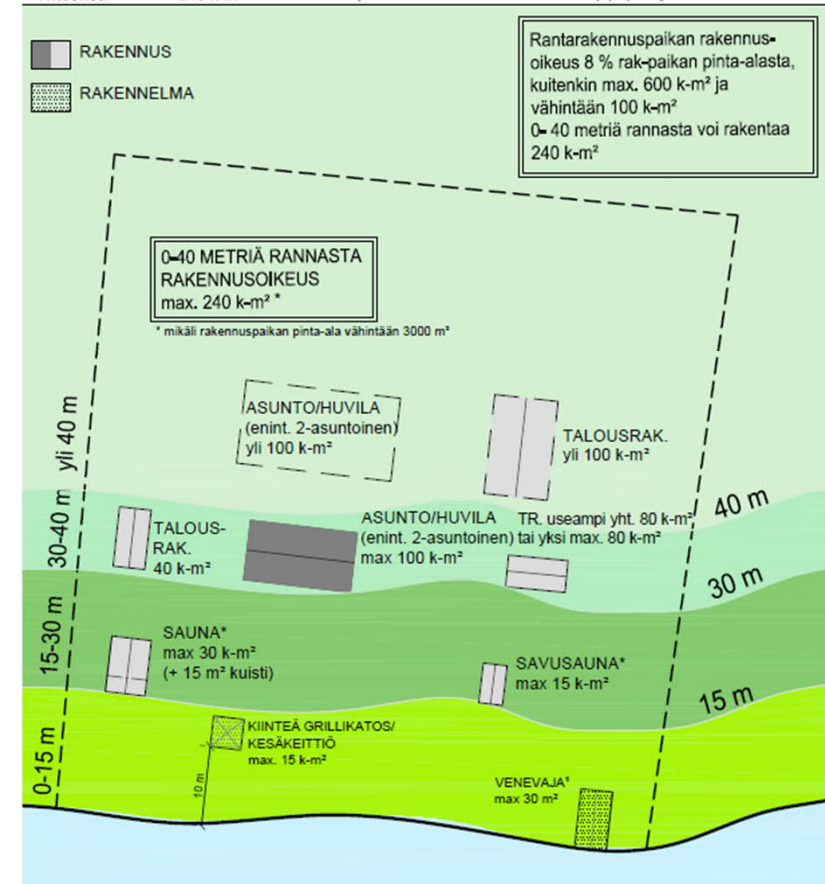 RAKENNUS
RAKENNELMA
Rantarakennuspaikan rakennus-
oikeus 8 % rak-paikan pinta-alasta,
kuitenkin max. 600 k-m² ja
vähintään 100 k-m²
0- 40 metriä rannasta voi rakentaa
240 k-m²
0-40 METRIÄ RANNASTA
RAKENNUSOIKEUS
max. 240 k-m² *
* mikäli rakennuspaikan pinta-ala vähintään 3000 m²
yli 40 m
ASUNTO/HUVILA
(enint. 2-asuntoinen)
yli 100 k-m²
TALOUSRAK.
yli 100 k-m²
40 m
30-40 m
TALOUS-
RAK.
40 k-m²
ASUNTO/HUVILA
(enint. 2-asuntoinen)
max 100 k-m²
TR. useampi yht. 80 k-m²
tai yksi max. 80 k-m²
30 m
15-30 m
SAUNA*
max 30 k-m²
(+ 15 m² kuisti)
SAVUSAUNA*
max 15 k-m²
15 m
0-15 m
KIINTEÄ GRILLIKATOS/
KESÄKEITTIÖ
max. 15 k-m²
10 m
VENEVAJA*
max 30 m²